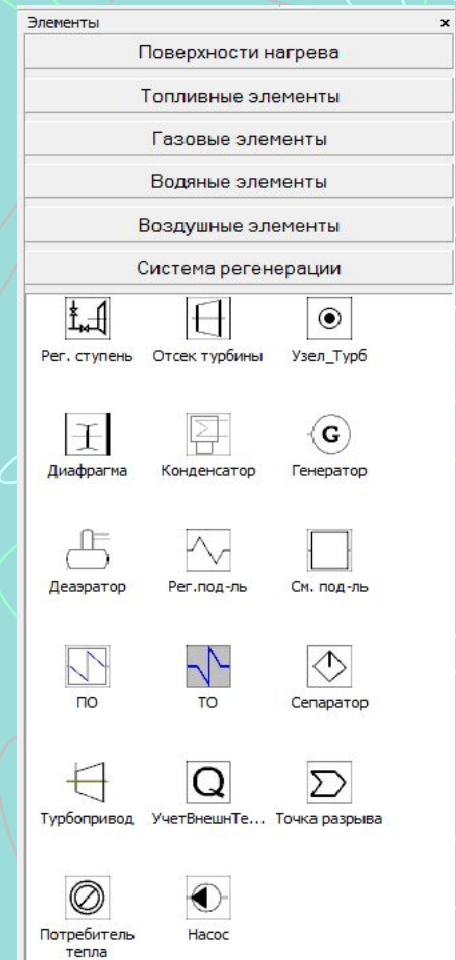 Элементы x
Поверхности нагрева
Топливные элементы
Газовые элементы
Водяные элементы
Воздушные элементы
Система регенерации
Рег. ступень Отсек турбины Узел_Турб
G
Диафрагма Конденсатор Генератор
Деаэратор Рег.под-ль См. под-ль
ПО ТО Сепаратор
Q
Турбопривод УчетВнешнТе... Точка разрыва
Потребитель Насос
тепла